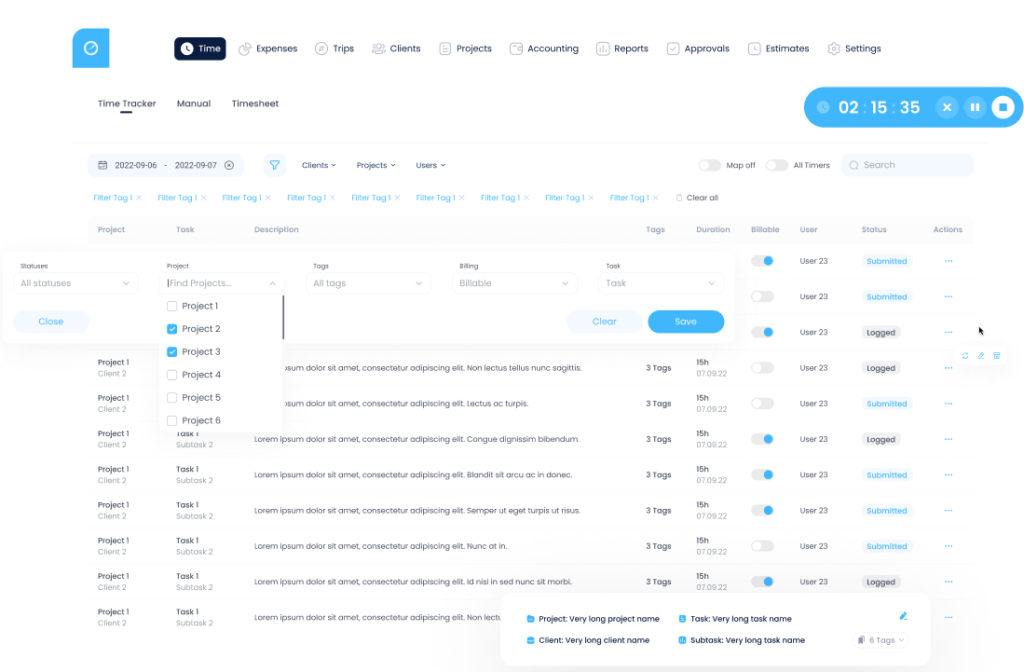 Time Expenses Trips Clients Projects Accounting Reports Approvals Estimates Settings
Time Tracker Manual Timesheet
02 : 15 : 35
2022-09-06 - 2022-09-07 Clients Projects Users Map off All Timers Search
Filter Tag 1 Filter Tag 1 Filter Tag 1 Filter Tag 1 Filter Tag 1 Filter Tag 1 Filter Tag 1 Filter Tag 1 Filter Tag 1 Clear all
Project Task Description Tags Duration Billable User Status Actions
User 23 Submitted
Statuses Project Tags Billing Task
All statuses Find Projects... All tags Billable Task
User 23 Submitted
Project 1
Close Clear Save
Project 2
User 23 Logged
Project 3
Project 1 sum dolor sit amet, consectetur adipiscing elit. Non lectus tellus nunc sagittis. 3 Tags 15h User 23 Logged
Client 2 07.09.22
Project 4
Project 5
Project 1 sum dolor sit amet, consectetur adipiscing elit. Lectus ac turpis. 3 Tags 15h User 23 Submitted
Client 2 07.09.22
Project 6
Project 1 Task 1 Lorem ipsum dolor sit amet, consectetur adipiscing elit. Congue dignissim bibendum. 3 Tags 15h User 23 Logged
Client 2 Subtask 2 07.09.22
Project 1 Task 1 Lorem ipsum dolor sit amet, consectetur adipiscing elit. Blandit sit arcu ac in donec. 3 Tags 15h User 23 Submitted
Client 2 Subtask 2 07.09.22
Project 1 Task 1 Lorem ipsum dolor sit amet, consectetur adipiscing elit. Semper ut eget turpis ut risus. 3 Tags 15h User 23 Submitted
Client 2 Subtask 2 07.09.22
Project 1 Task 1 Lorem ipsum dolor sit amet, consectetur adipiscing elit. Nunc at in. 3 Tags 15h User 23 Submitted
Client 2 Subtask 2 07.09.22
Project 1 Task 1 Lorem ipsum dolor sit amet, consectetur adipiscing elit. Id nisi in sed nunc sit morbi. 3 Tags 15h User 23 Logged
Client 2 Subtask 2 07.09.22
Project 1 Task 1 Lorem ipsum dolor sit amet, consectetur adipiscing elit. Non lectu
Client 2 Subtask 2
Project: Very long project name Task: Very long task name
Client: Very long client name Subtask: Very long task name 6 Tags